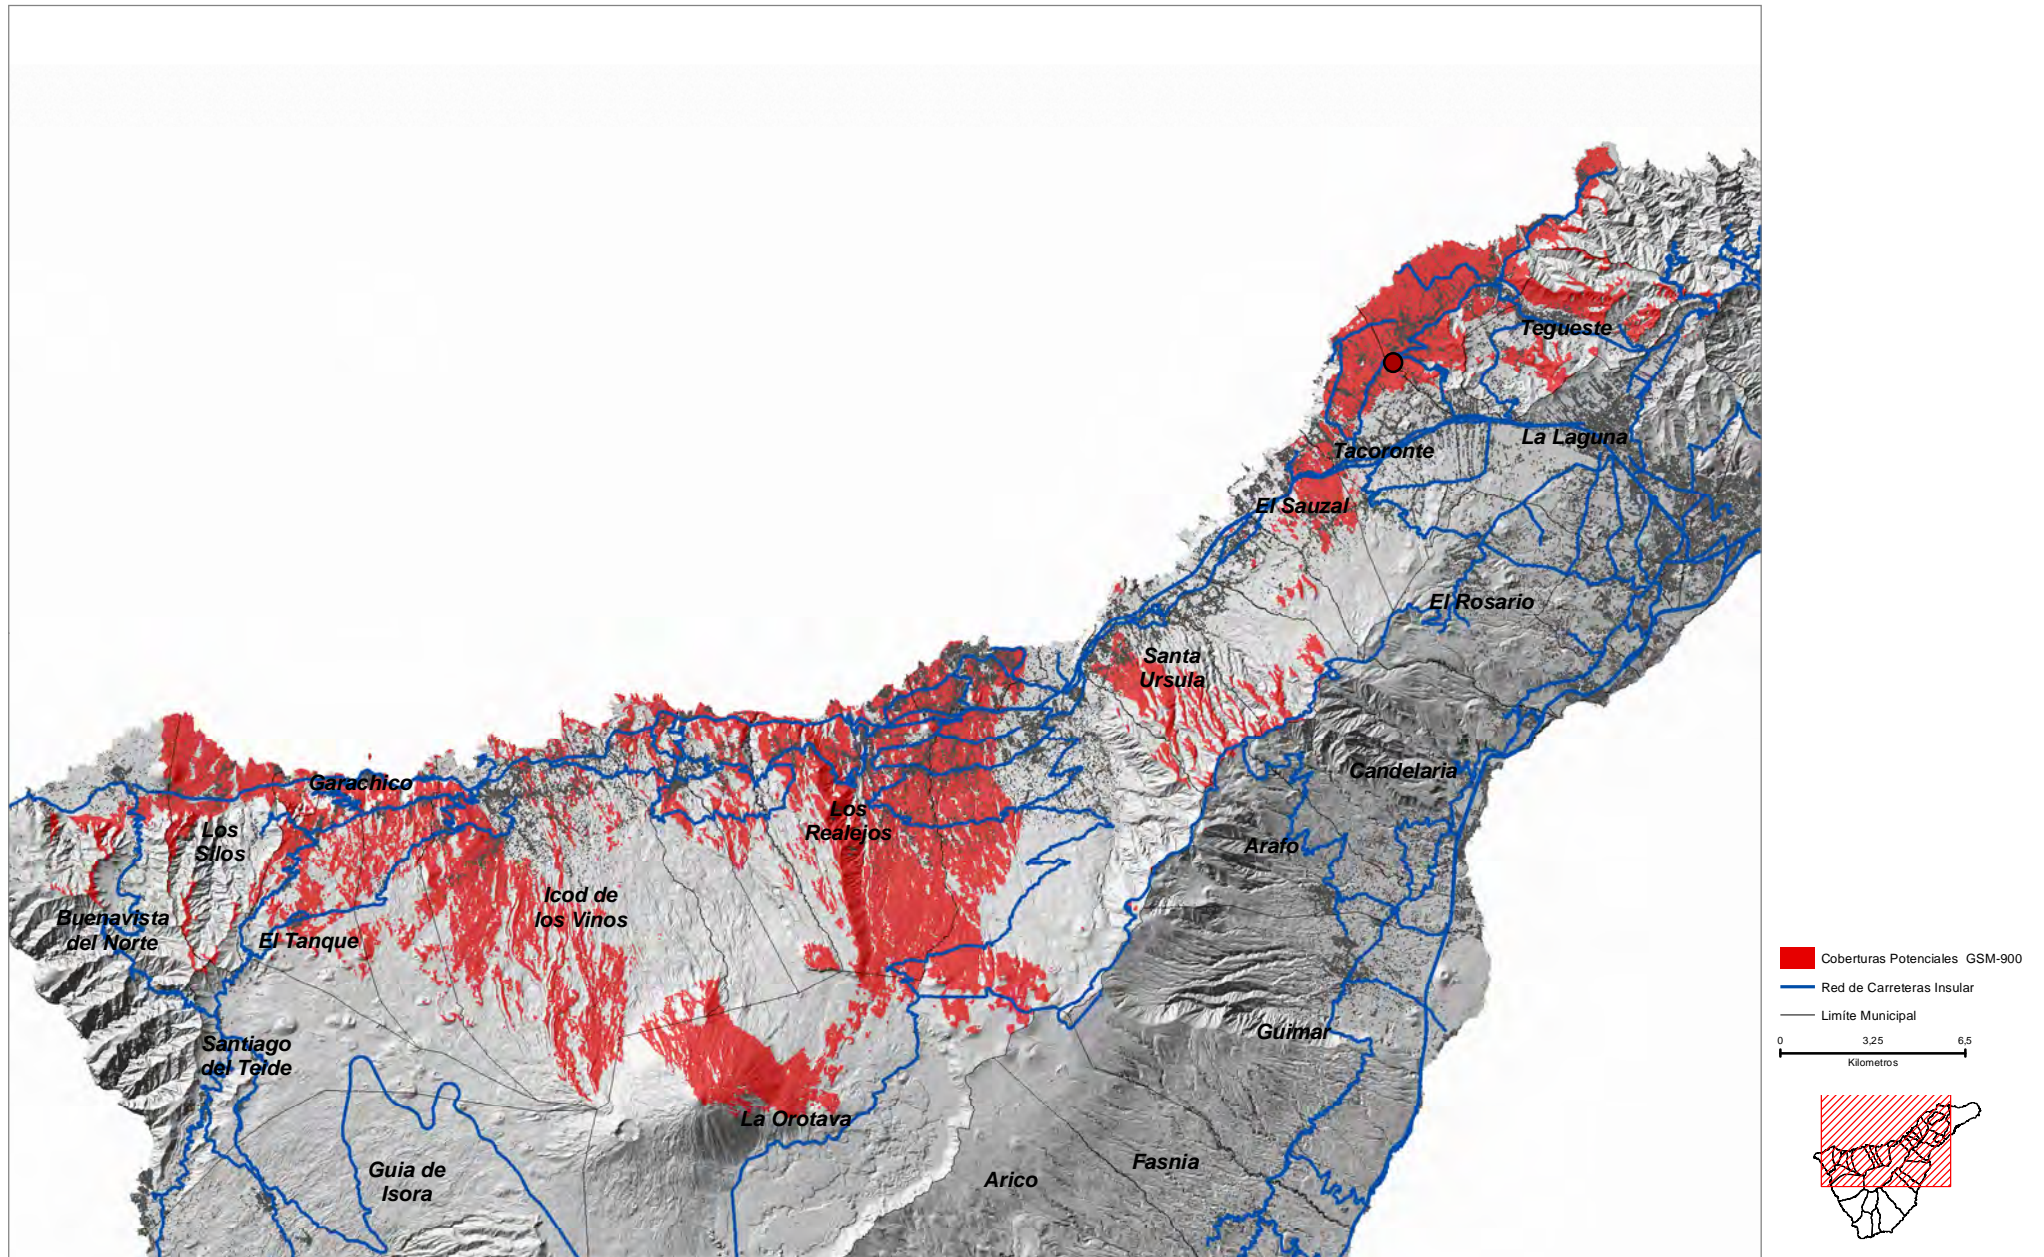 Tegueste
La Laguna
Tacoronte
El Sauzal
El Rosario
Santa
Ursula
Candelaria
Garachico
Los
Silos
Los
Realejos
Arafo
Icod de
los Vinos
Buenavista
del Norte
El Tanque
Guimar
Santiago
del Teide
La Orotava
Guia de
Isora
Fasnia
Arico
Coberturas Potenciales GSM-900
Red de Carreteras Insular
Limíte Municipal
0 3,25 6,5
Kilometros